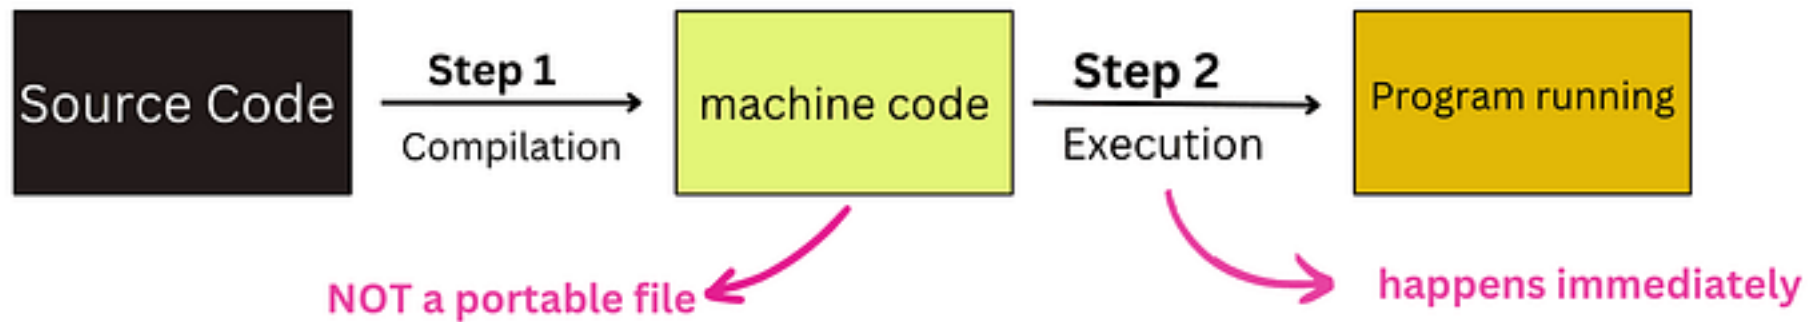 Source Code
Step 1
Compilation
machine code
Step 2
Execution
Program running
NOT a portable file
happens immediately